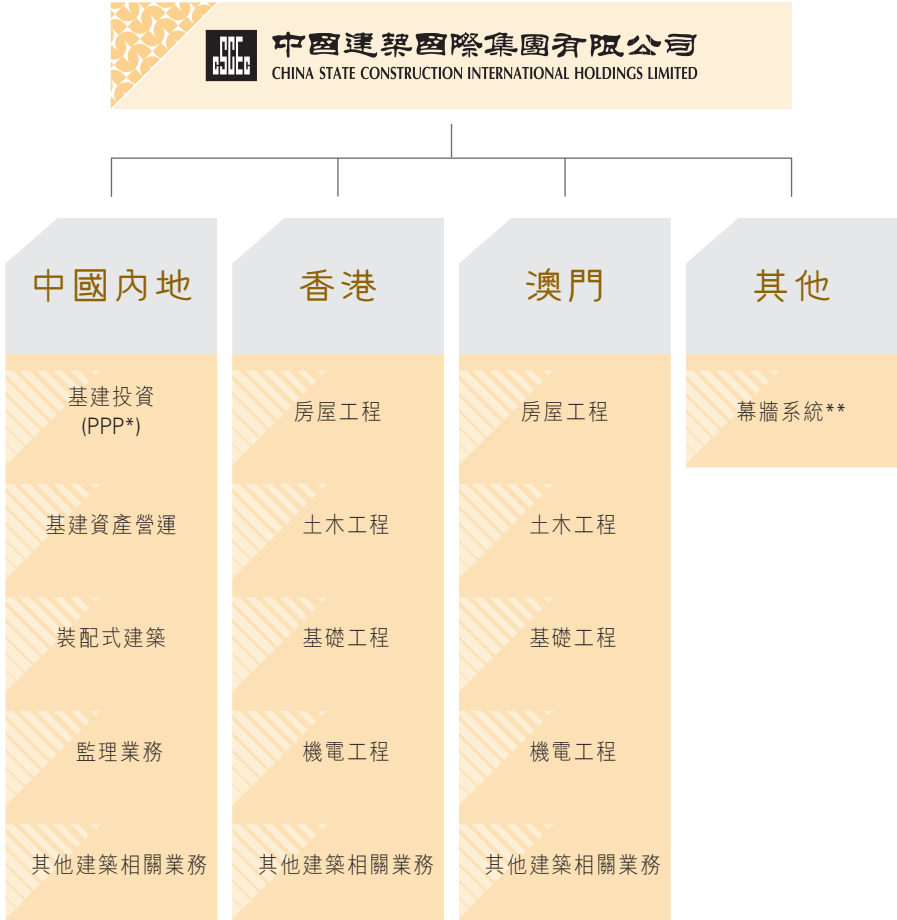 CSCEC
中國建築國際集團有限公司
CHINA STATE CONSTRUCTION INTERNATIONAL HOLDINGS LIMITED
中國內地
基建投資
(PPP*)
基建資產營運
裝配式建築
監理業務
其他建築相關業務
香港
房屋工程
土木工程
基礎工程
機電工程
其他建築相關業務
澳門
房屋工程
土木工程
基礎工程
機電工程
其他建築相關業務
其他
幕牆系統**